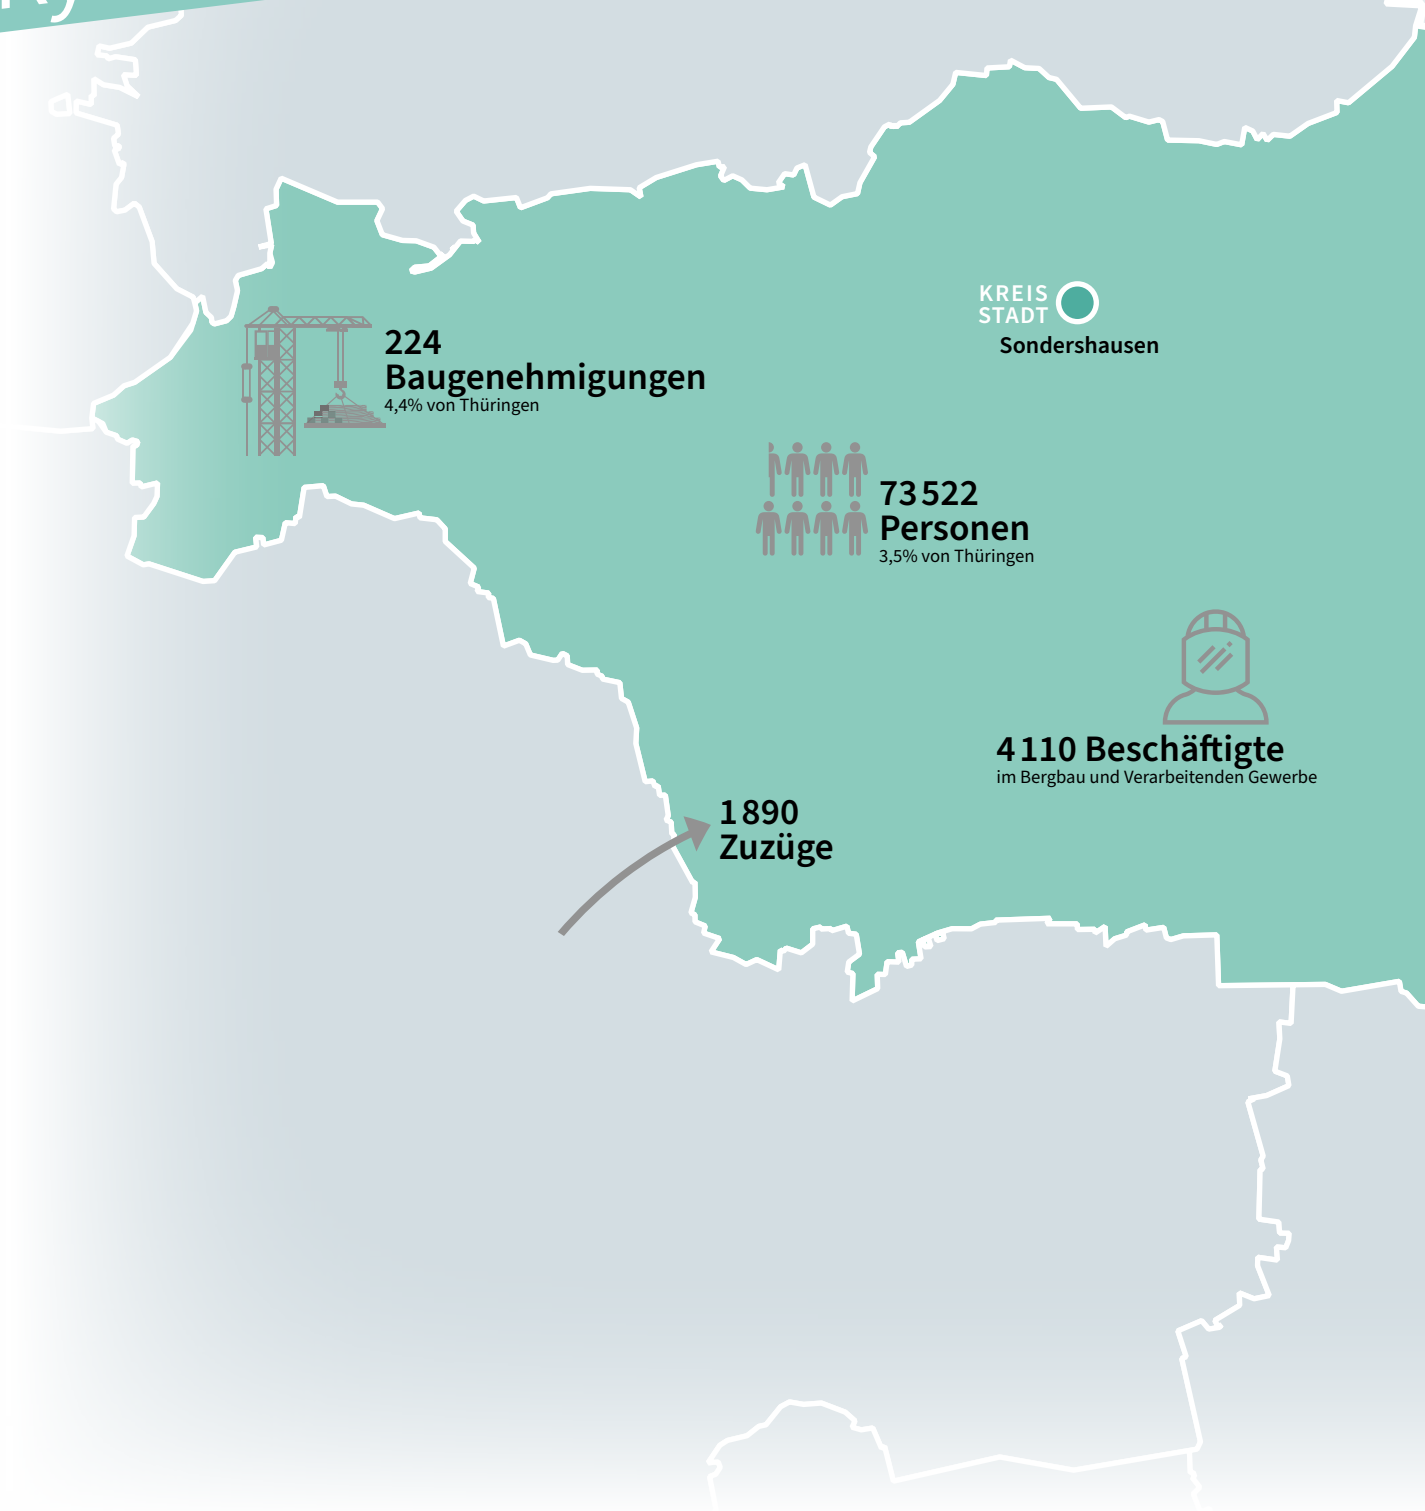 KREIS
STADT
Sondershausen
224
Baugenehmigungen
4,4% von Thüringen
73 522
Personen
3,5% von Thüringen
4 110 Beschäftigte
im Bergbau und Verarbeitenden Gewerbe
1 890
Zuzüge